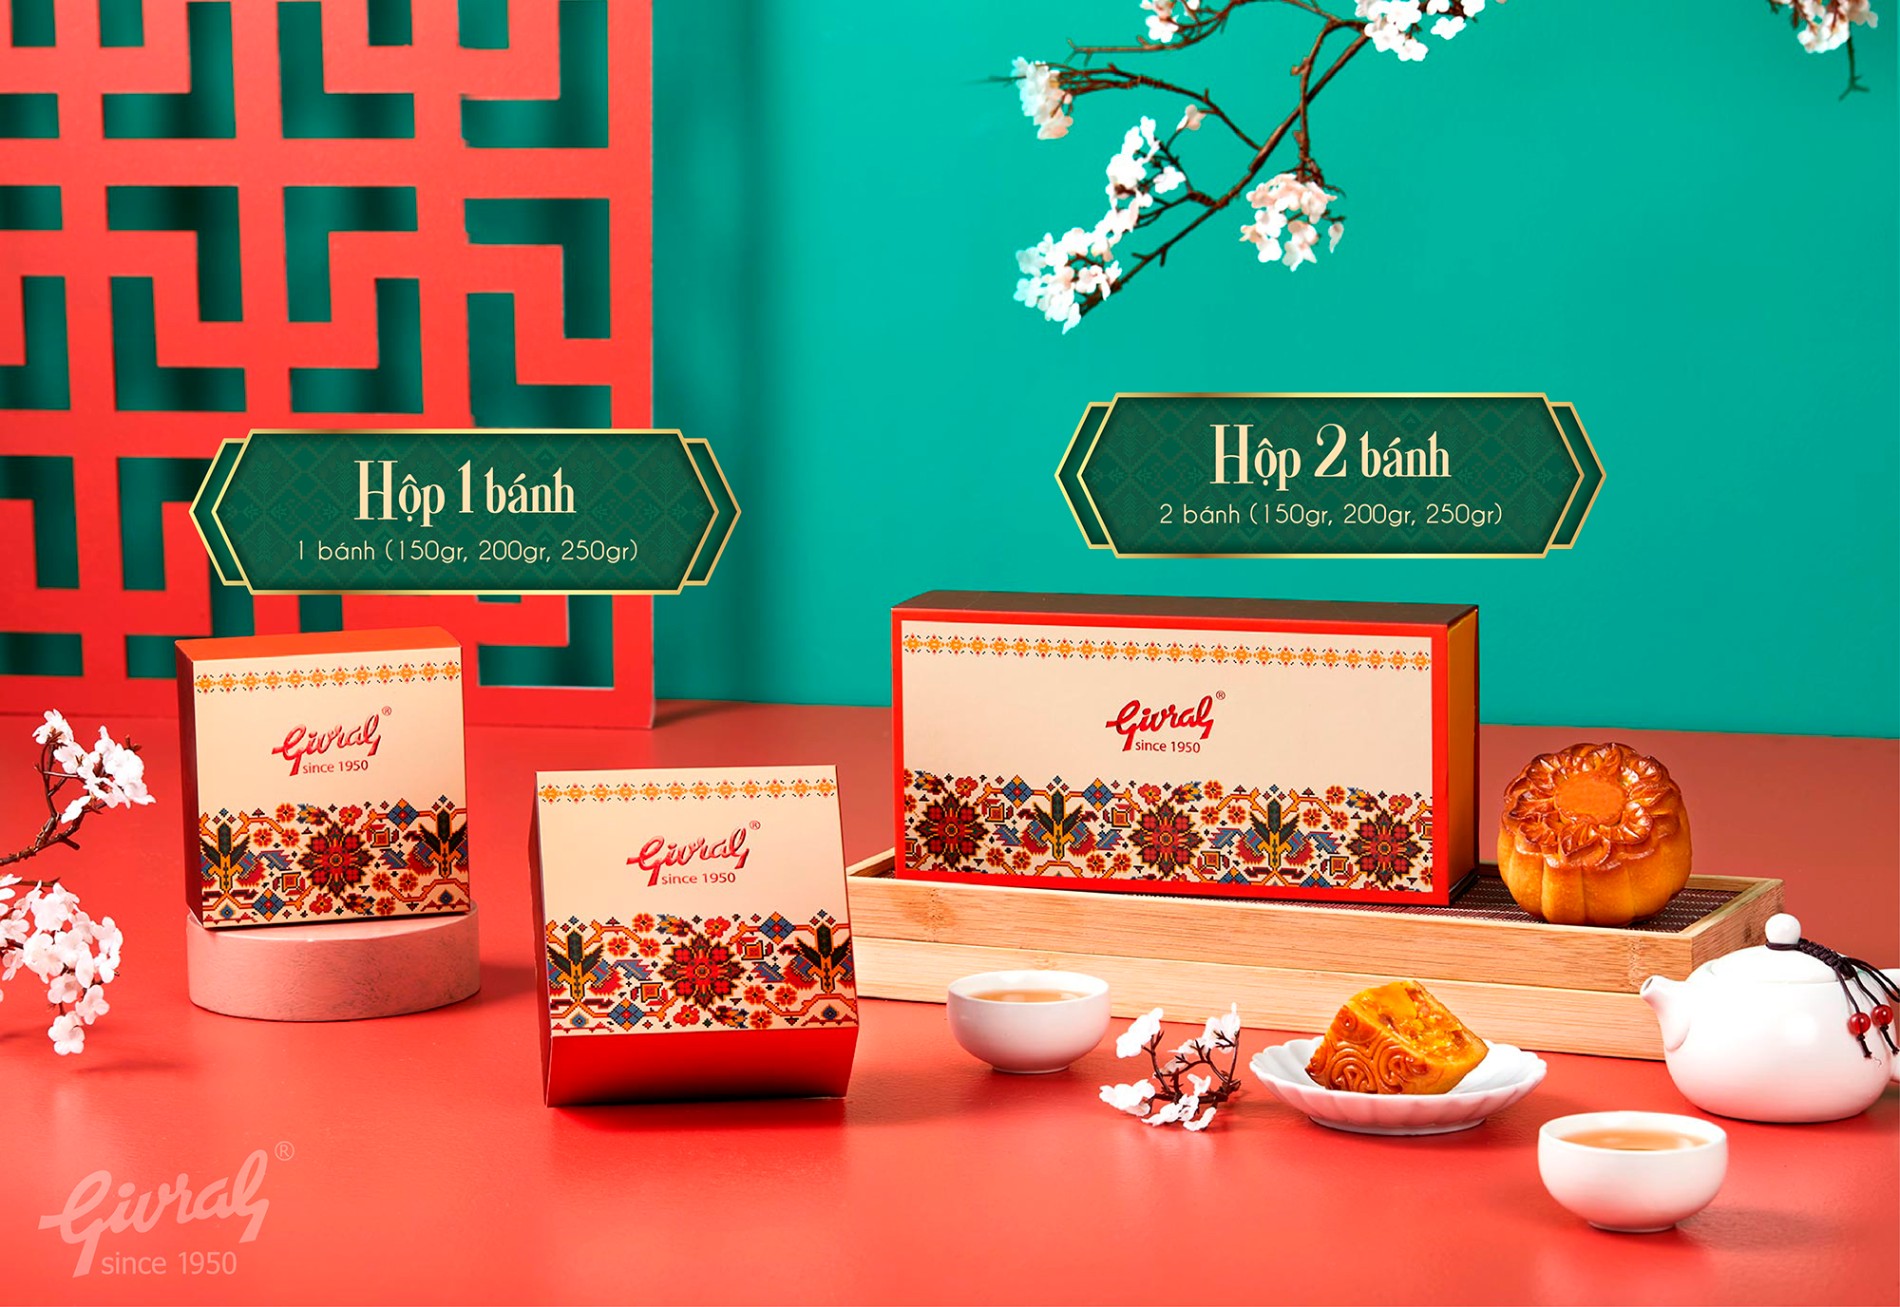 Hộp 1 bánh
1 bánh (150gr, 200gr, 250gr)
Hộp 2 bánh
2 bánh (150gr, 200gr, 250gr)
Givral®
since 1950
Givral®
since 1950
Givral®
since 1950
Givral®
since 1950